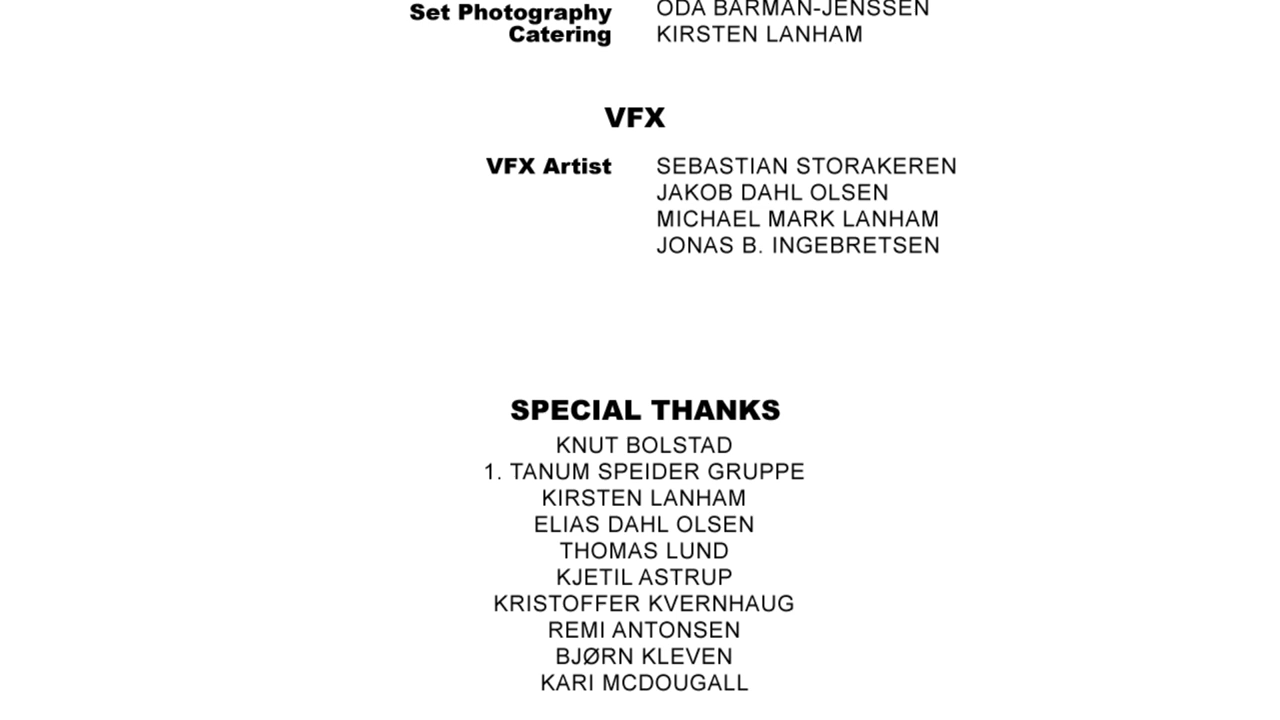 Set Photography ODA BARMAN-JENSSEN
Catering KIRSTEN LANHAM
VFX
VFX Artist SEBASTIAN STORAKEREN
JAKOB DAHL OLSEN
MICHAEL MARK LANHAM
JONAS B. INGEBRETSEN
SPECIAL THANKS
KNUT BOLSTAD
1. TANUM SPEIDER GRUPPE
KIRSTEN LANHAM
ELIAS DAHL OLSEN
THOMAS LUND
KJETIL ASTRUP
KRISTOFFER KVERNHAUG
REMI ANTONSEN
BJØRN KLEVEN
KARI MCDOUGALL